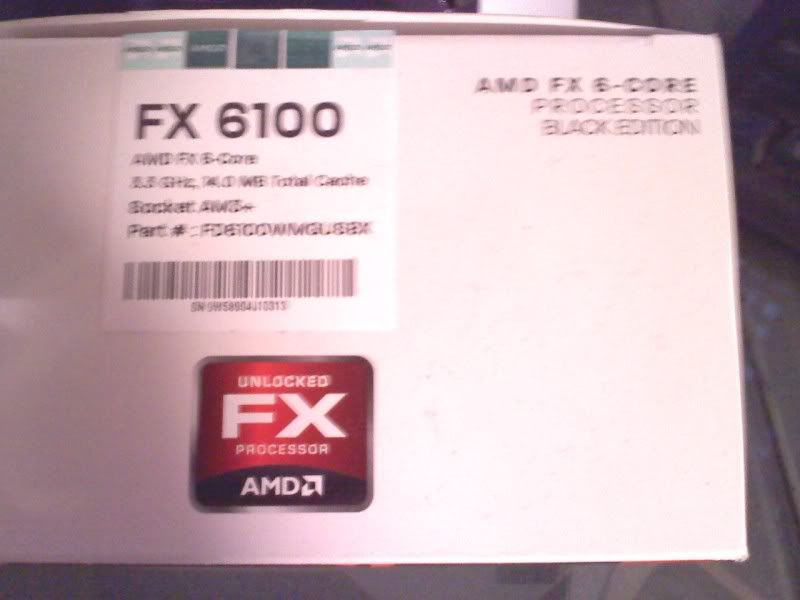 FX 6100
AMD FX 6-Core
3.3 GHz, 14.0 MB Total Cache
Socket AM3+
Part # : FD6100WMGUSBX
AMD FX 6-CORE
PROCESSOR
BLACK EDITION
UNLOCKED
FX
PROCESSOR
AMD